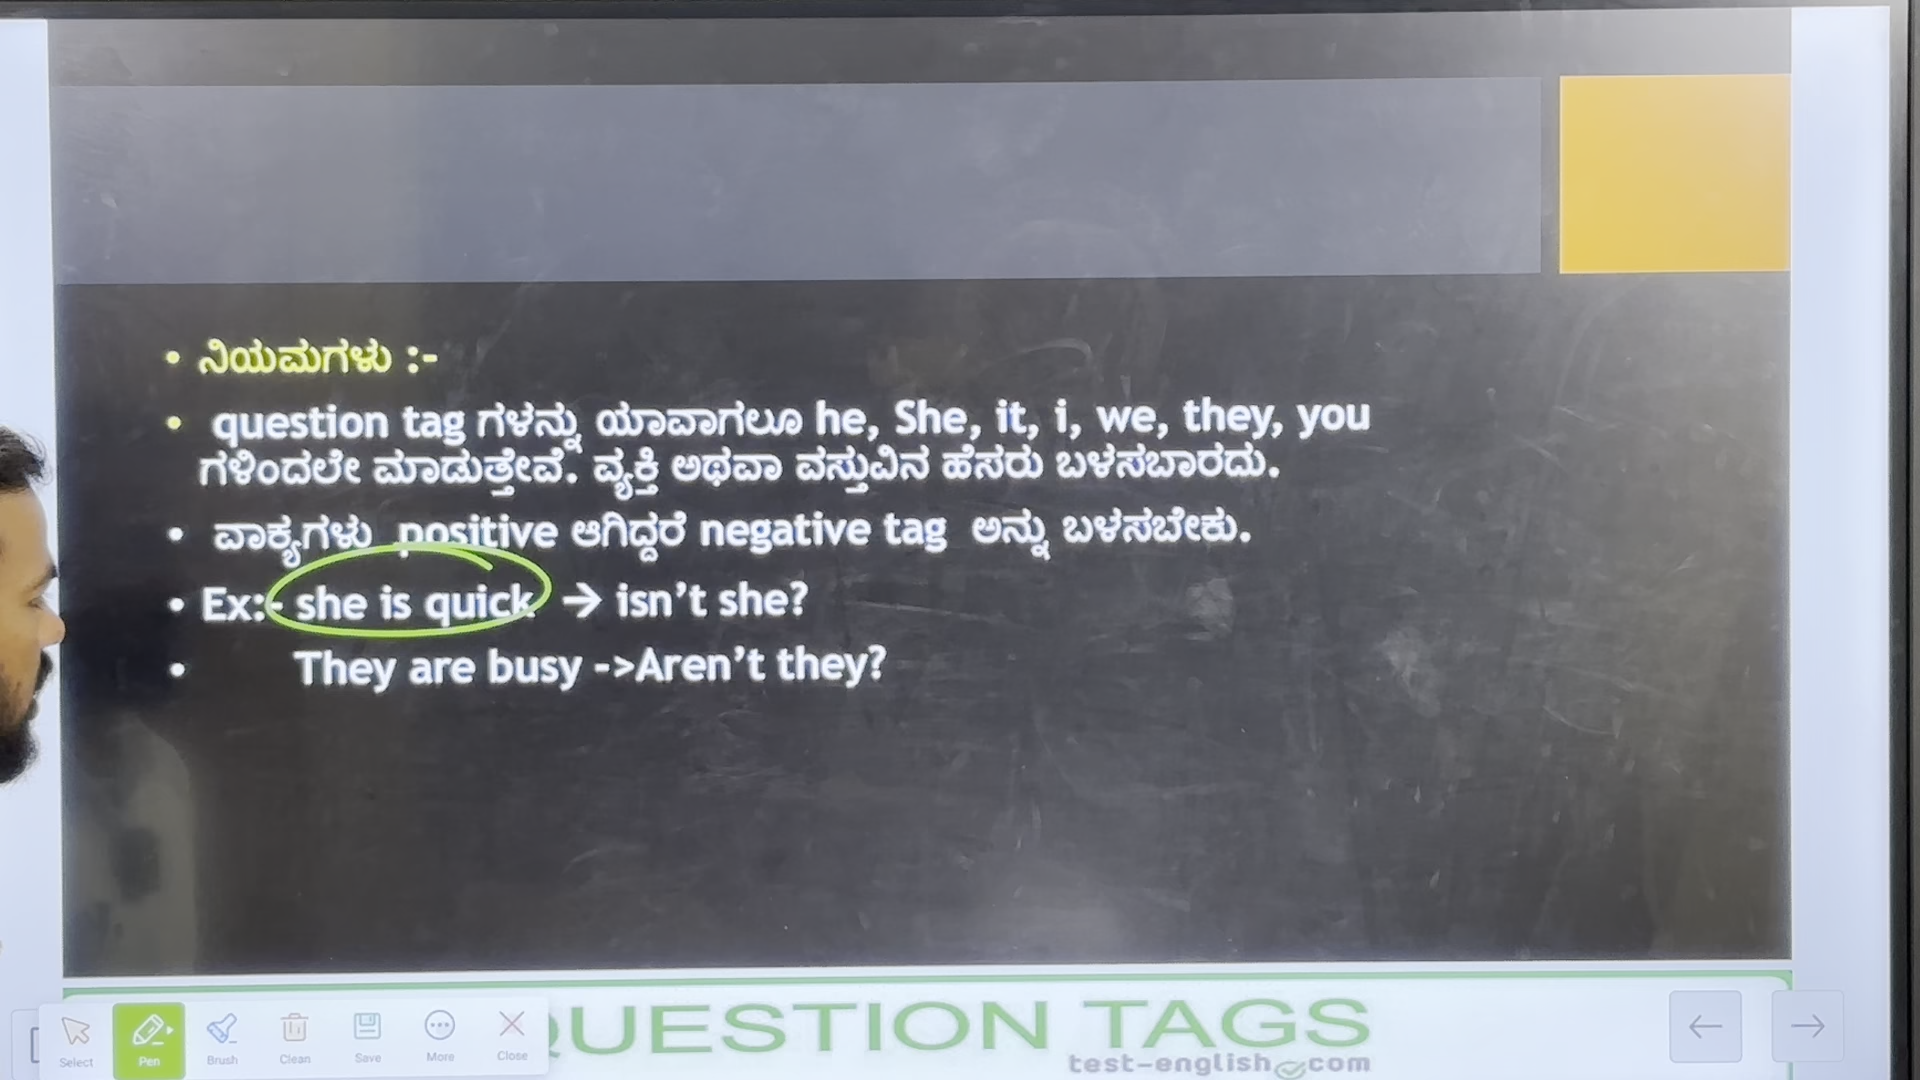 • ನಿಯಮಗಳು :-
• question tag ಗಳನ್ನು ಯಾವಾಗಲೂ he, She, it, i, we, they, you
ಗಳಿಂದಲೇ ಮಾಡುತ್ತೇವೆ. ವ್ಯಕ್ತಿ ಅಥವಾ ವಸ್ತುವಿನ ಹೆಸರು ಬಳಸಬಾರದು.
• ವಾಕ್ಯಗಳು positive ಆಗಿದ್ದರೆ negative tag ಅನ್ನು ಬಳಸಬೇಕು.
• Ex:- she is quick → isn't she?
• They are busy ->Aren't they?
QUESTION TAGS
test-english.com
Select Pen Brush Clean Save More Close